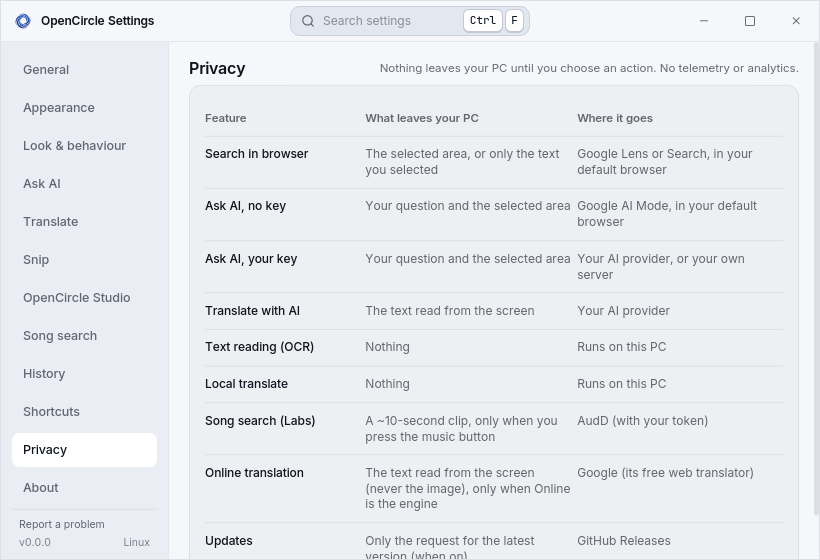 OpenCircle Settings
Search settings
Ctrl
F
General
Appearance
Look & behaviour
Ask AI
Translate
Snip
OpenCircle Studio
Song search
History
Shortcuts
Privacy
About
Report a problem
v0.0.0 Linux
Privacy
Nothing leaves your PC until you choose an action. No telemetry or analytics.
Feature What leaves your PC Where it goes
Search in browser The selected area, or only the text Google Lens or Search, in your
you selected default browser
Ask AI, no key Your question and the selected area Google AI Mode, in your default
browser
Ask AI, your key Your question and the selected area Your AI provider, or your own
server
Translate with AI The text read from the screen Your AI provider
Text reading (OCR) Nothing Runs on this PC
Local translate Nothing Runs on this PC
Song search (Labs) A ~10-second clip, only when you AudD (with your token)
press the music button
Online translation The text read from the screen Google (its free web translator)
(never the image), only when Online
is the engine
Updates Only the request for the latest GitHub Releases
version (when on)